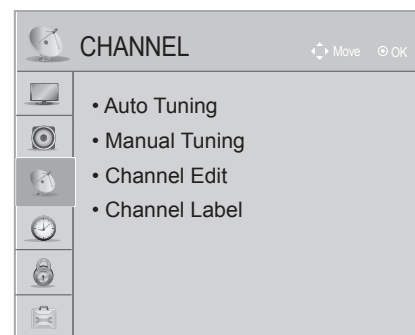 CHANNEL
Move
OK
• Auto Tuning
• Manual Tuning
• Channel Edit
• Channel Label